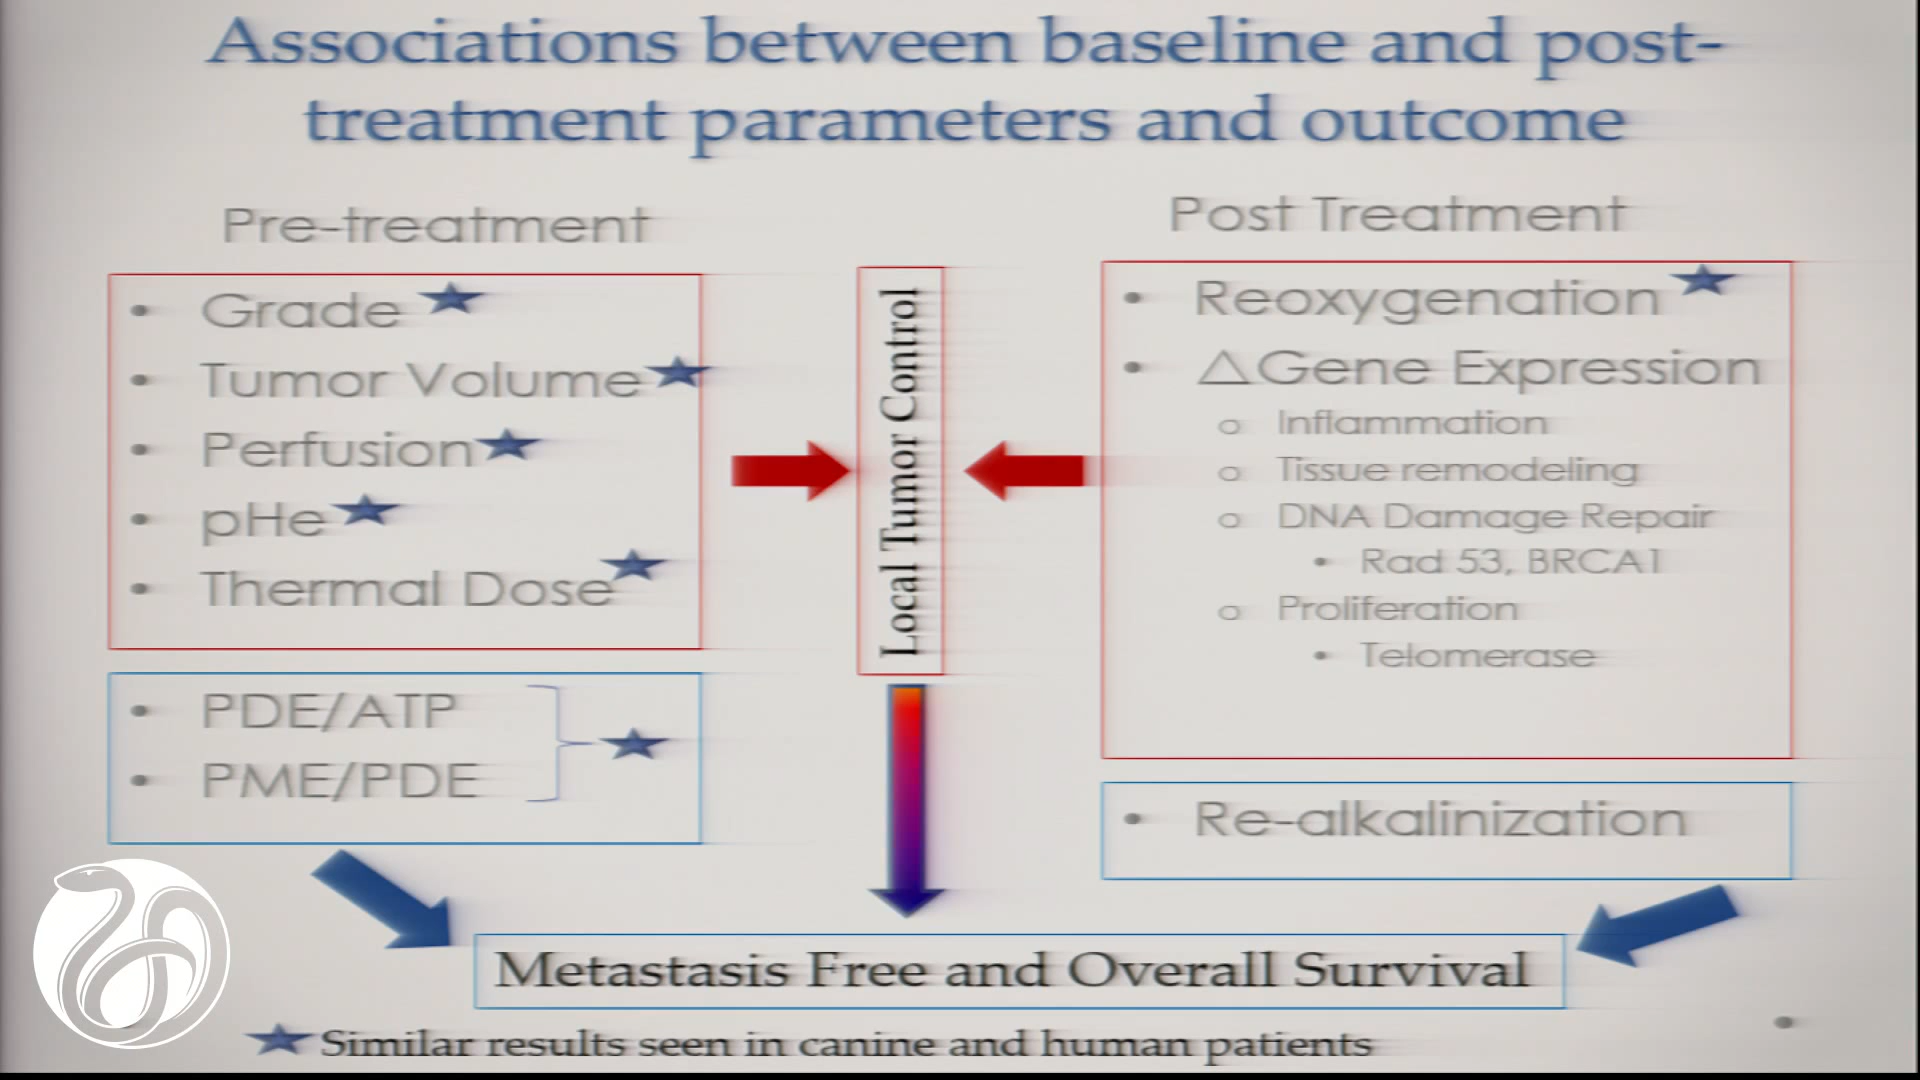 Associations between baseline and post-
treatment parameters and outcome
Pre-treatment
• Grade
• Tumor Volume
• Perfusion
• pHe
• Thermal Dose
• PDE/ATP
• PME/PDE
Local Tumor Control
Post Treatment
• Reoxygenation
• △Gene Expression
o Inflammation
o Tissue remodeling
o DNA Damage Repair
• Rad 53, BRCA1
o Proliferation
• Telomerase
• Re-alkalinization
Metastasis Free and Overall Survival
Similar results seen in canine and human patients